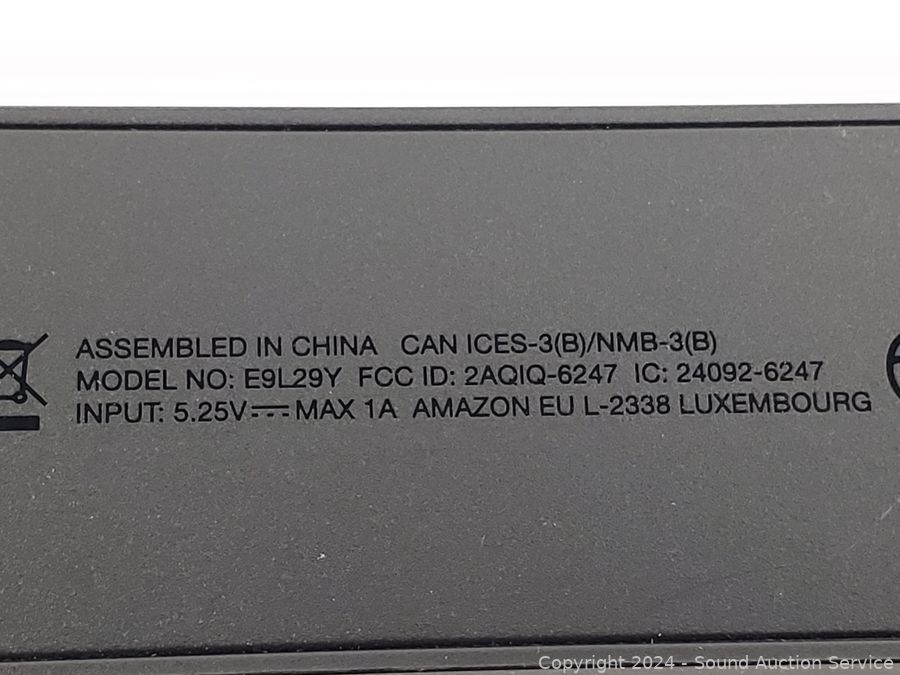 ASSEMBLED IN CHINA CAN ICES-3(B)/NMB-3(B)
MODEL NO: E9L29Y FCC ID: 2AQIQ-6247 IC: 24092-6247
INPUT: 5.25V⎓MAX 1A AMAZON EU L-2338 LUXEMBOURG
Copyright 2024 - Sound Auction Service